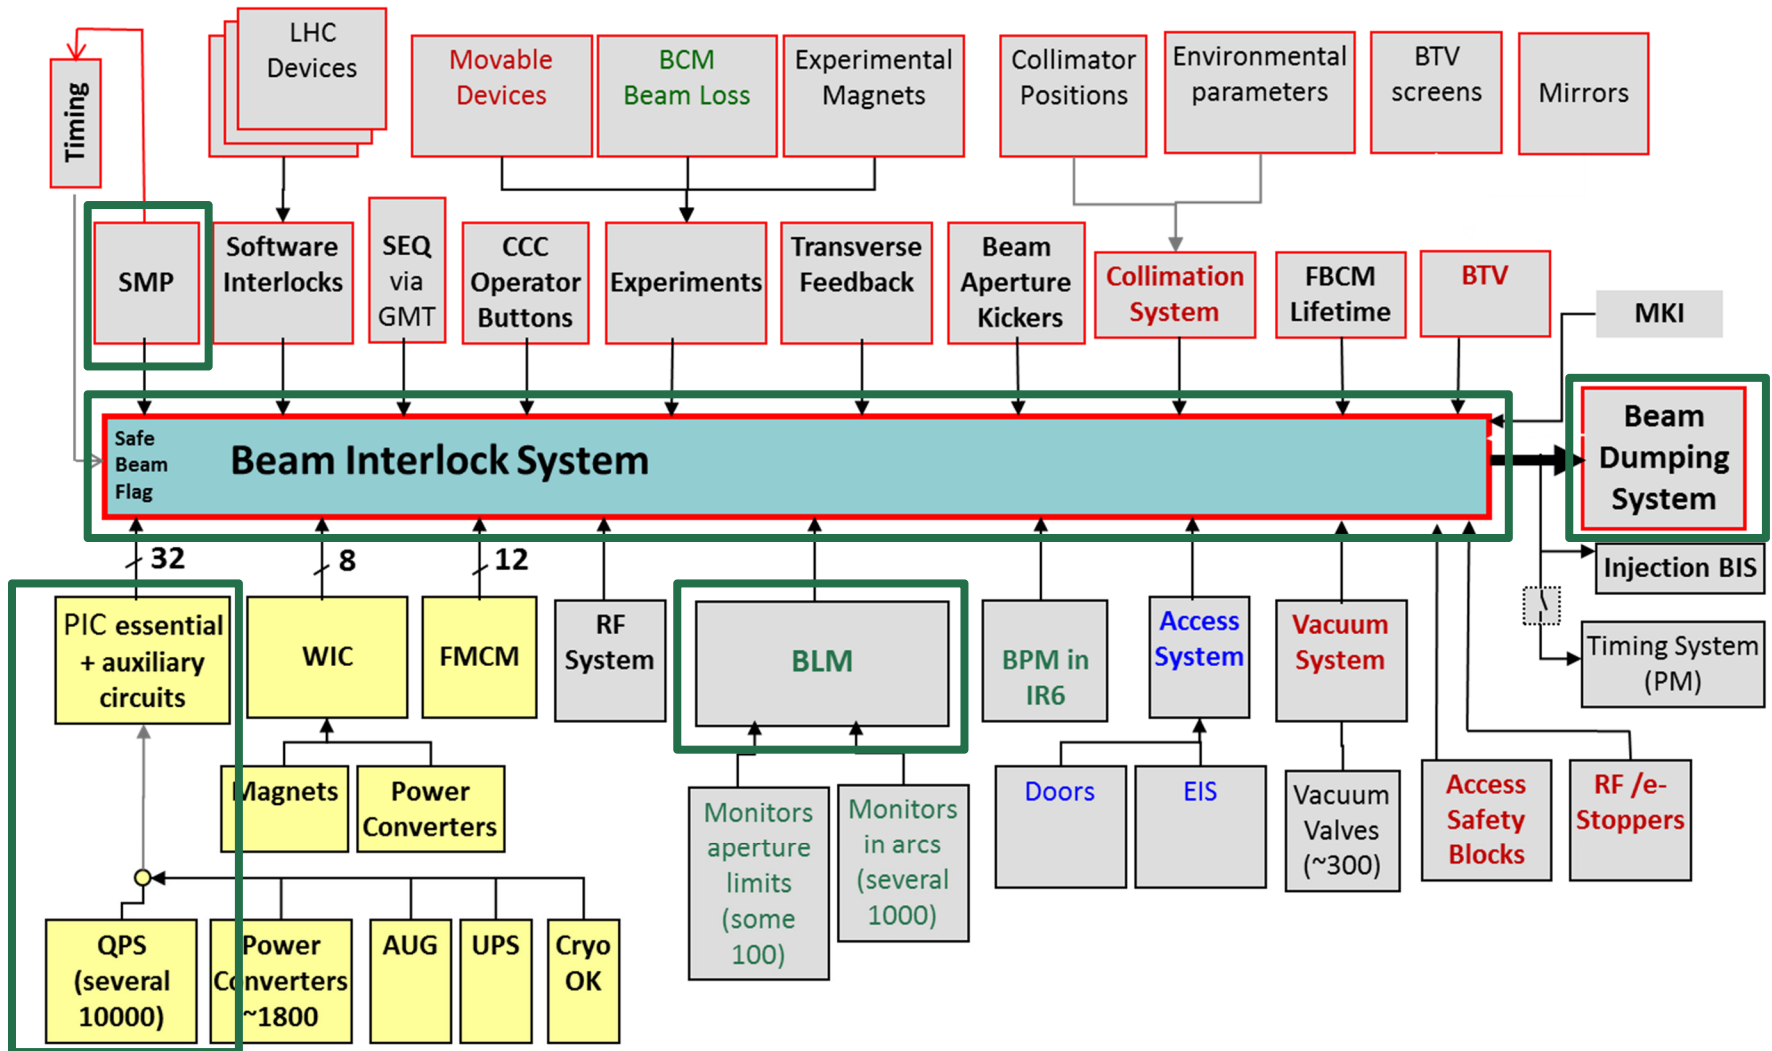 LHC
Devices
Movable
Devices
BCM
Beam Loss
Experimental
Magnets
Collimator
Positions
Environmental
parameters
BTV
screens
Mirrors
Timing
SMP
Software
Interlocks
SEQ
via
GMT
CCC
Operator
Buttons
Experiments
Transverse
Feedback
Beam
Aperture
Kickers
Collimation
System
FBCM
Lifetime
BTV
MKI
Safe
Beam
Flag
Beam Interlock System
Beam
Dumping
System
32
8
12
Injection BIS
Timing System
(PM)
PIC essential
+ auxiliary
circuits
WIC
FMCM
RF
System
BLM
BPM in
IR6
Access
System
Vacuum
System
Magnets
Power
Converters
Monitors
aperture
limits
(some
100)
Monitors
in arcs
(several
1000)
Doors
EIS
Vacuum
Valves
(~300)
Access
Safety
Blocks
RF /e-
Stoppers
QPS
(several
10000)
Power
Converters
~1800
AUG
UPS
Cryo
OK